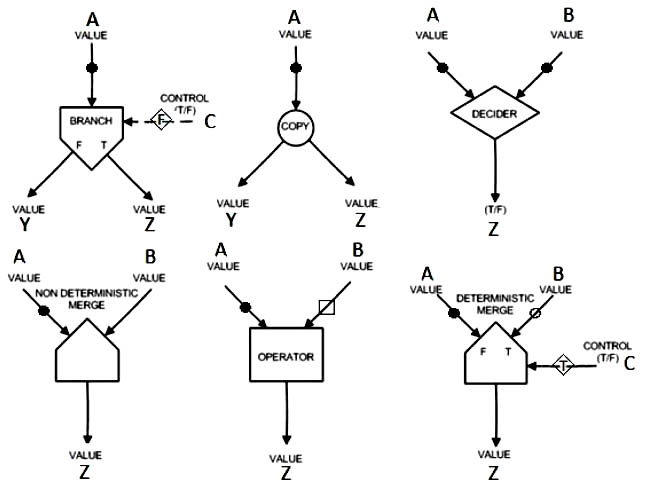 A
VALUE
BRANCH
F T
CONTROL
(T/F)
F
C
VALUE
Y
VALUE
Z
A
VALUE
COPY
VALUE
Y
VALUE
Z
A
VALUE
B
VALUE
DECIDER
(T/F)
Z
A
VALUE
B
VALUE
NON DETERMINISTIC
MERGE
VALUE
Z
A
VALUE
B
VALUE
OPERATOR
VALUE
Z
A
VALUE
B
VALUE
DETERMINISTIC
MERGE
F T
CONTROL
(T/F)
T
C
VALUE
Z